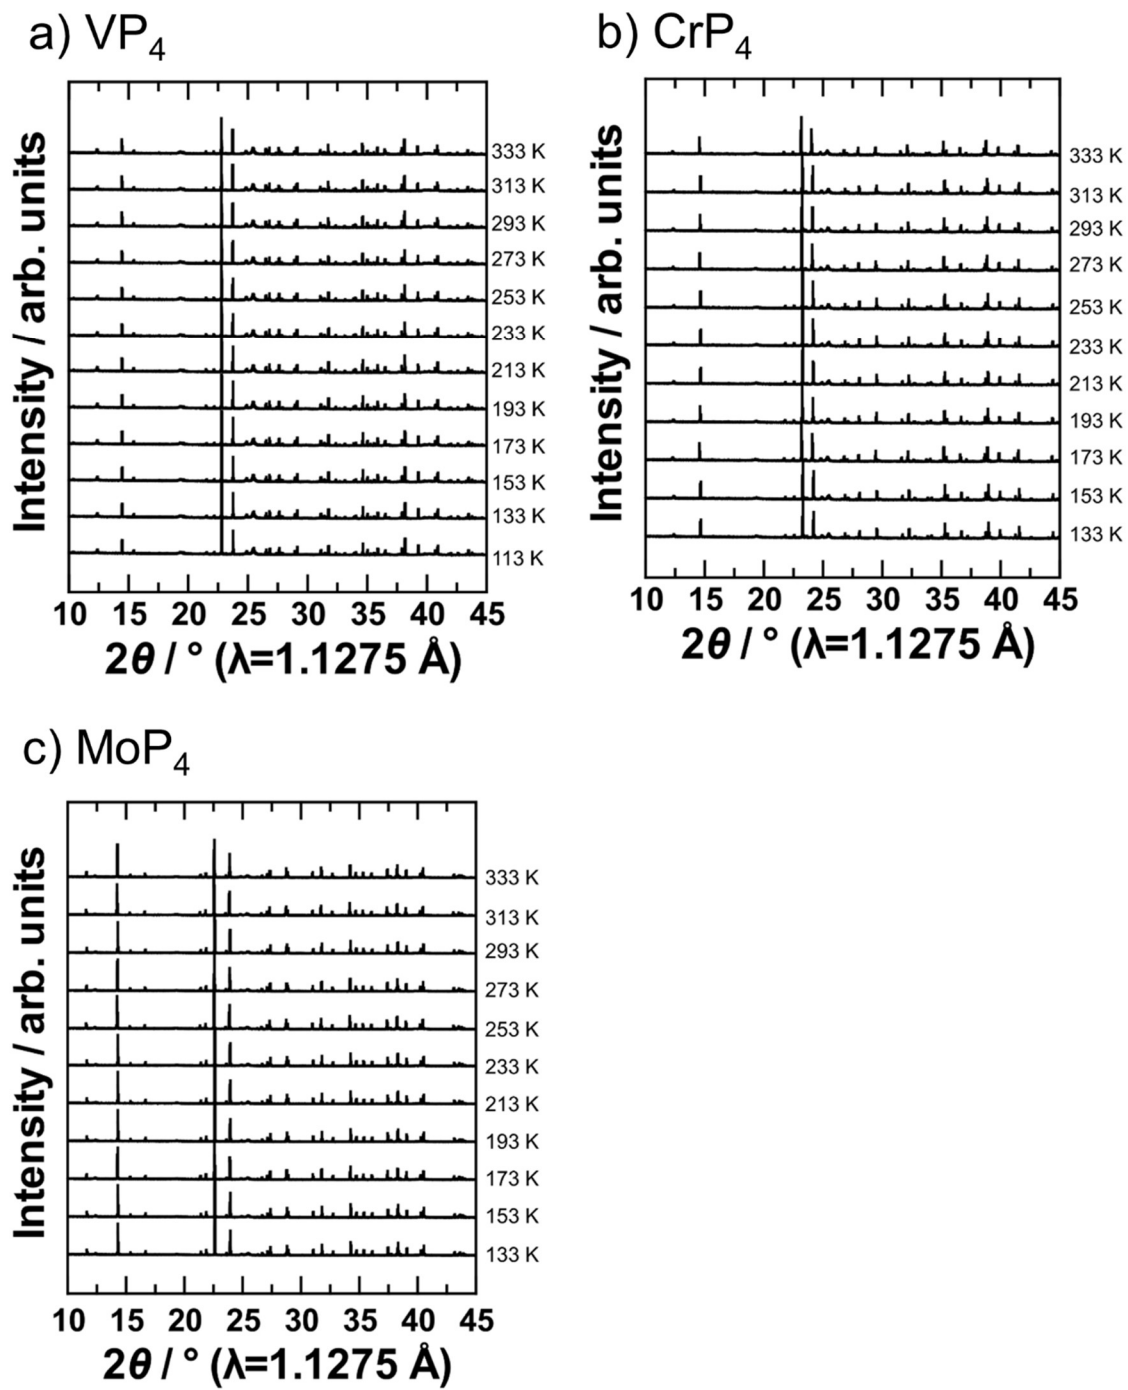 a) VP4
Intensity / arb. units
333 K
313 K
293 K
273 K
253 K
233 K
213 K
193 K
173 K
153 K
133 K
113 K
10 15 20 25 30 35 40 45
2θ / ° (λ=1.1275 Å)
b) CrP4
Intensity / arb. units
333 K
313 K
293 K
273 K
253 K
233 K
213 K
193 K
173 K
153 K
133 K
10 15 20 25 30 35 40 45
2θ / ° (λ=1.1275 Å)
c) MoP4
Intensity / arb. units
333 K
313 K
293 K
273 K
253 K
233 K
213 K
193 K
173 K
153 K
133 K
10 15 20 25 30 35 40 45
2θ / ° (λ=1.1275 Å)